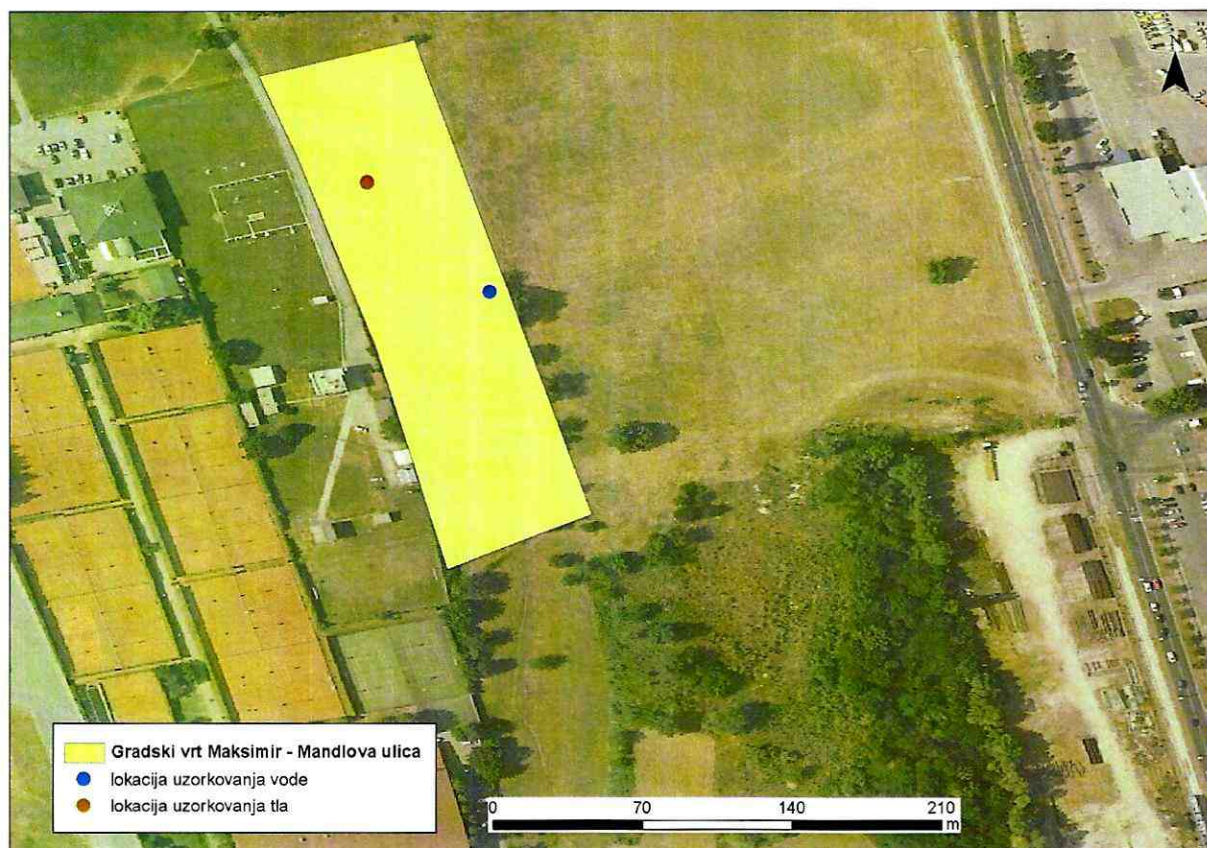 N
Gradski vrt Maksimir - Mandlova ulica
lokacija uzorkovanja vode
lokacija uzorkovanja tla
0 70 140 210
m